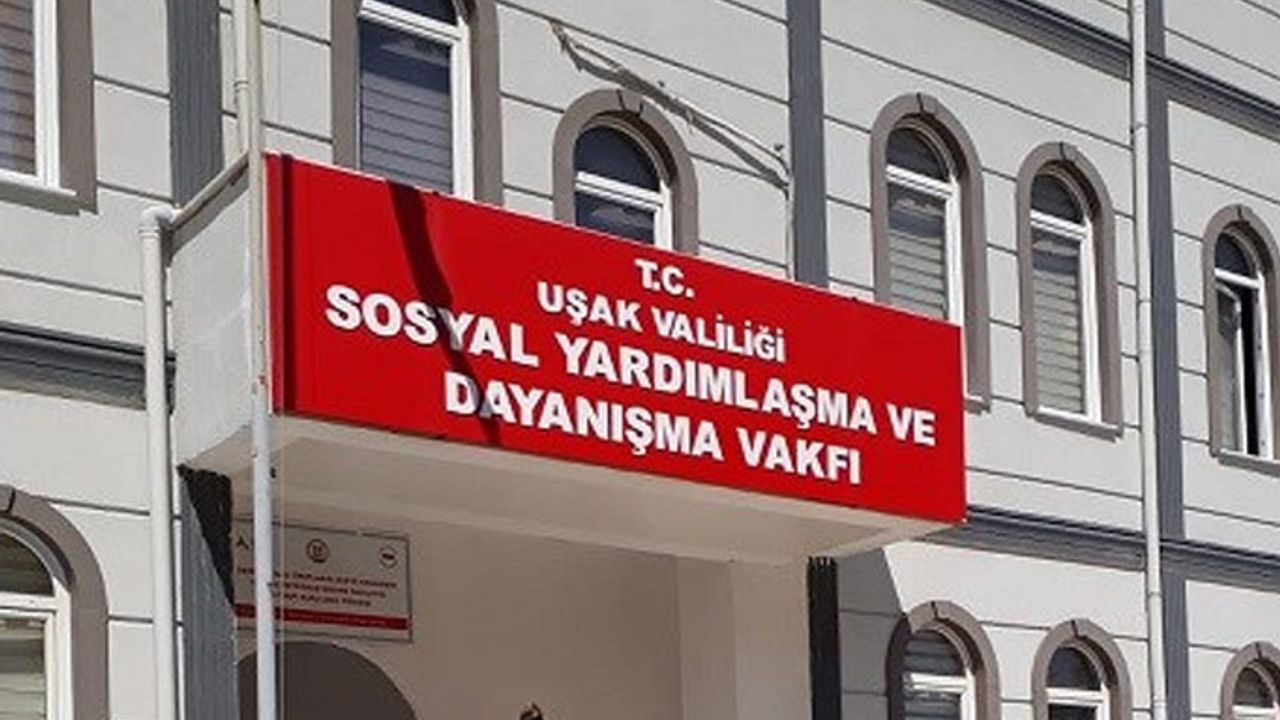 T.C.
UŞAK VALİLİĞİ
SOSYAL YARDIMLAŞMA VE
DAYANIŞMA VAKFI